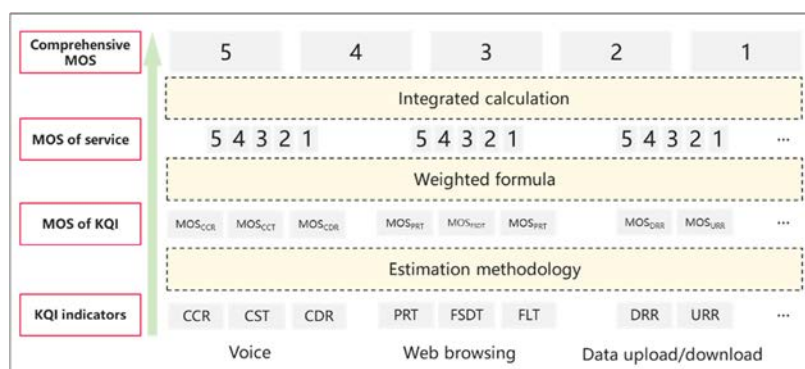 Comprehensive MOS
5 4 3 2 1
Integrated calculation
MOS of service
5 4 3 2 1 5 4 3 2 1 5 4 3 2 1 ...
Weighted formula
MOS of KQI
MOSCCR MOSCCT MOSCDR MOSPRT MOSFSDT MOSPRT MOSDRR MOSURR ...
Estimation methodology
KQI indicators
CCR CST CDR PRT FSDT FLT DRR URR ...
Voice Web browsing Data upload/download